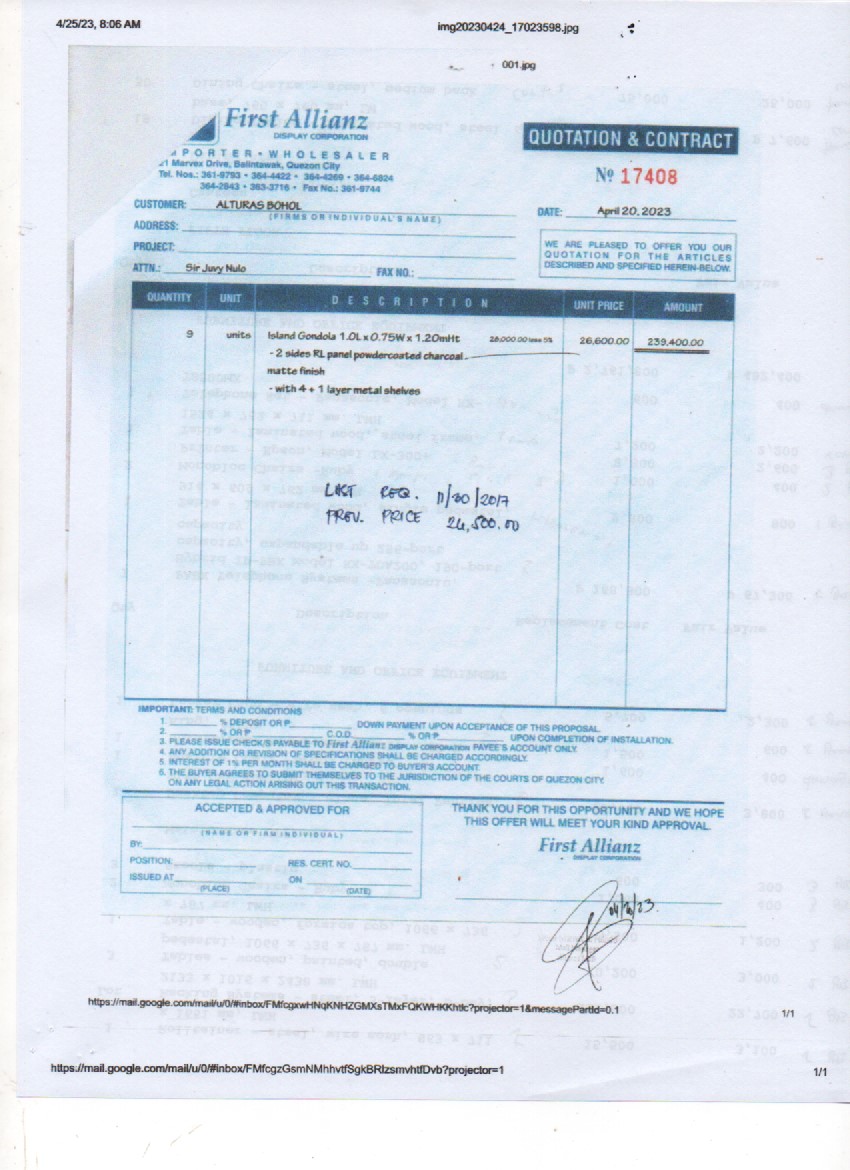 4/25/23, 8:06 AM
img20230424_17023598.jpg
001.jpg
First Allianz
DISPLAY CORPORATION
PORTER • WHOLESALER
1 Marvex Drive, Balintawak, Quezon City
Tel. Nos.: 361-9793 • 364-4422 • 364-4269 • 364-6824
364-2843 • 363-3716 • Fax No.: 361-9744
QUOTATION & CONTRACT
Nº 17408
CUSTOMER: ALTURAS BOHOL
(FIRMS OR INDIVIDUAL'S NAME)
DATE: April 20, 2023
ADDRESS:
PROJECT:
ATTN.: Sir Juvy Nulo
FAX NO.:
WE ARE PLEASED TO OFFER YOU OUR
QUOTATION FOR THE ARTICLES
DESCRIBED AND SPECIFIED HEREIN-BELOW.
QUANTITY UNIT DESCRIPTION UNIT PRICE AMOUNT
9 units Island Gondola 1.0L x 0.75W x 1.20mHt 28,000.00 less 5% 26,600.00 239,400.00
- 2 sides RL panel powdercoated charcoal
matte finish
- with 4 + 1 layer metal shelves
LAST REQ. 11/30/2017
PREV. PRICE 24,500.00
IMPORTANT: TERMS AND CONDITIONS
1. % DEPOSIT OR P DOWN PAYMENT UPON ACCEPTANCE OF THIS PROPOSAL.
2. % OR P C.O.D. % OR P UPON COMPLETION OF INSTALLATION.
3. PLEASE ISSUE CHECK/S PAYABLE TO First Allianz DISPLAY CORPORATION PAYEE'S ACCOUNT ONLY.
4. ANY ADDITION OR REVISION OF SPECIFICATIONS SHALL BE CHARGED ACCORDINGLY.
5. INTEREST OF 1% PER MONTH SHALL BE CHARGED TO BUYER'S ACCOUNT.
6. THE BUYER AGREES TO SUBMIT THEMSELVES TO THE JURISDICTION OF THE COURTS OF QUEZON CITY
ON ANY LEGAL ACTION ARISING OUT THIS TRANSACTION.
ACCEPTED & APPROVED FOR
(NAME OR FIRM INDIVIDUAL)
BY:
POSITION: RES. CERT. NO.
ISSUED AT ON
(PLACE) (DATE)
THANK YOU FOR THIS OPPORTUNITY AND WE HOPE
THIS OFFER WILL MEET YOUR KIND APPROVAL.
First Allianz
DISPLAY CORPORATION
https://mail.google.com/mail/u/0/#inbox/FMfcgxwHNqKNHZGMXsTMxFQKWHKKhtlc?projector=1&messagePartId=0.1
1/1
https://mail.google.com/mail/u/0/#inbox/FMfcgzGsmNMhhvtfSgkBRlzsmvhtfDvb?projector=1
1/1